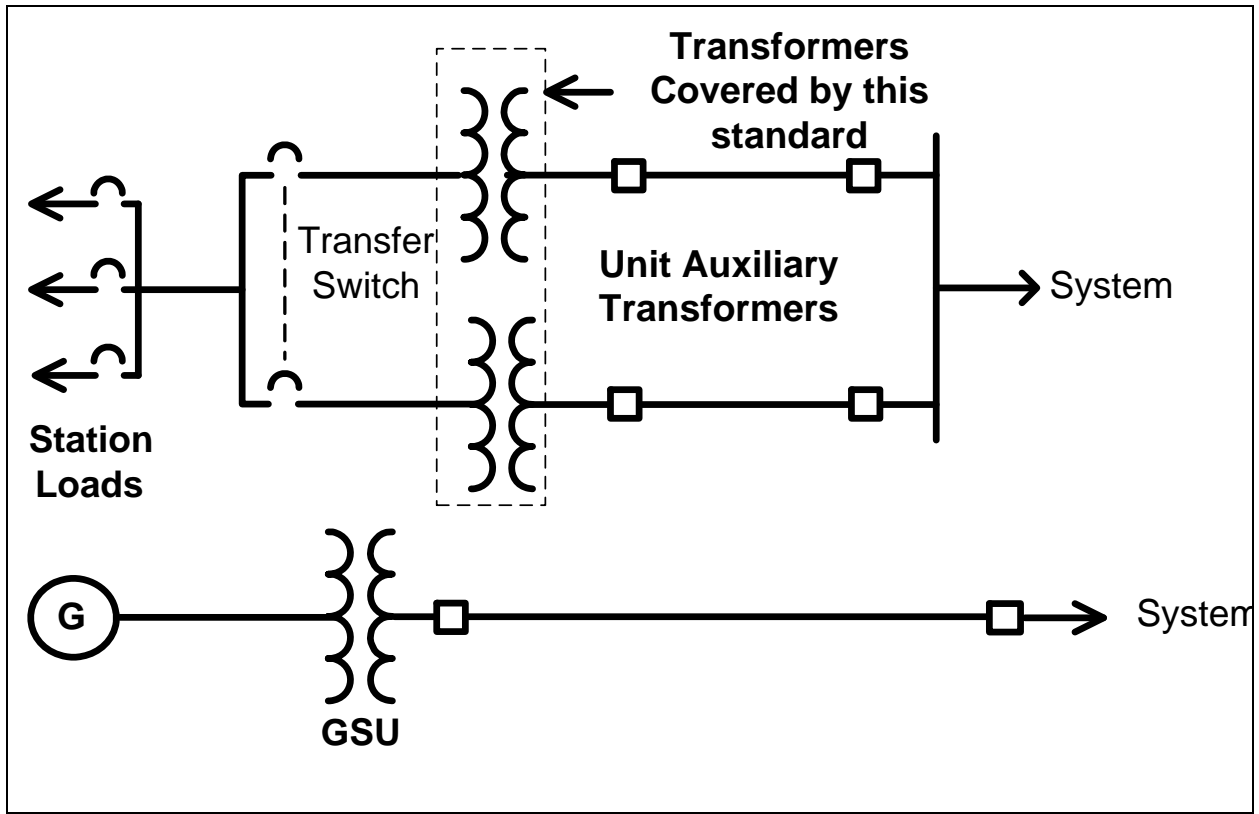 Transformers
Covered by this
standard
Transfer
Switch
Unit Auxiliary
Transformers
System
Station
Loads
G
System
GSU